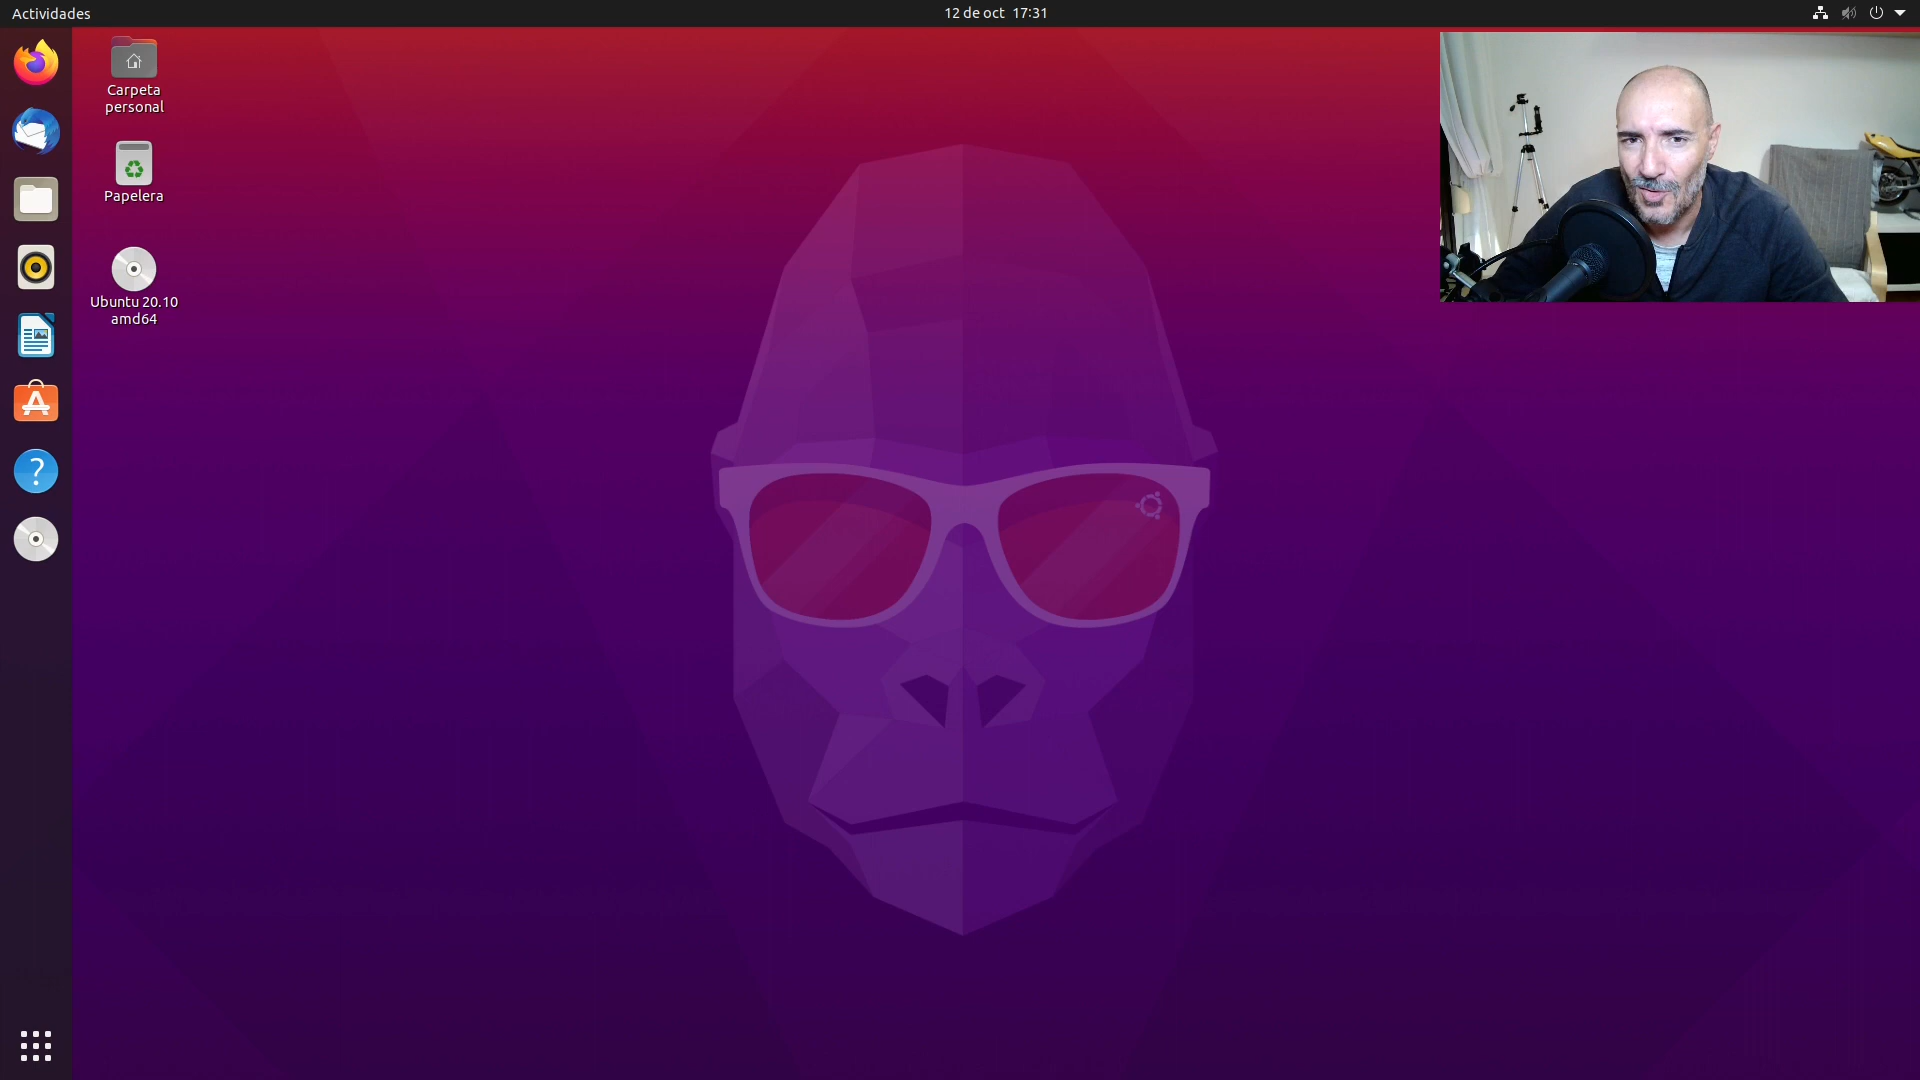 Actividades
12 de oct 17:31
Carpeta
personal
Papelera
Ubuntu 20.10
amd64